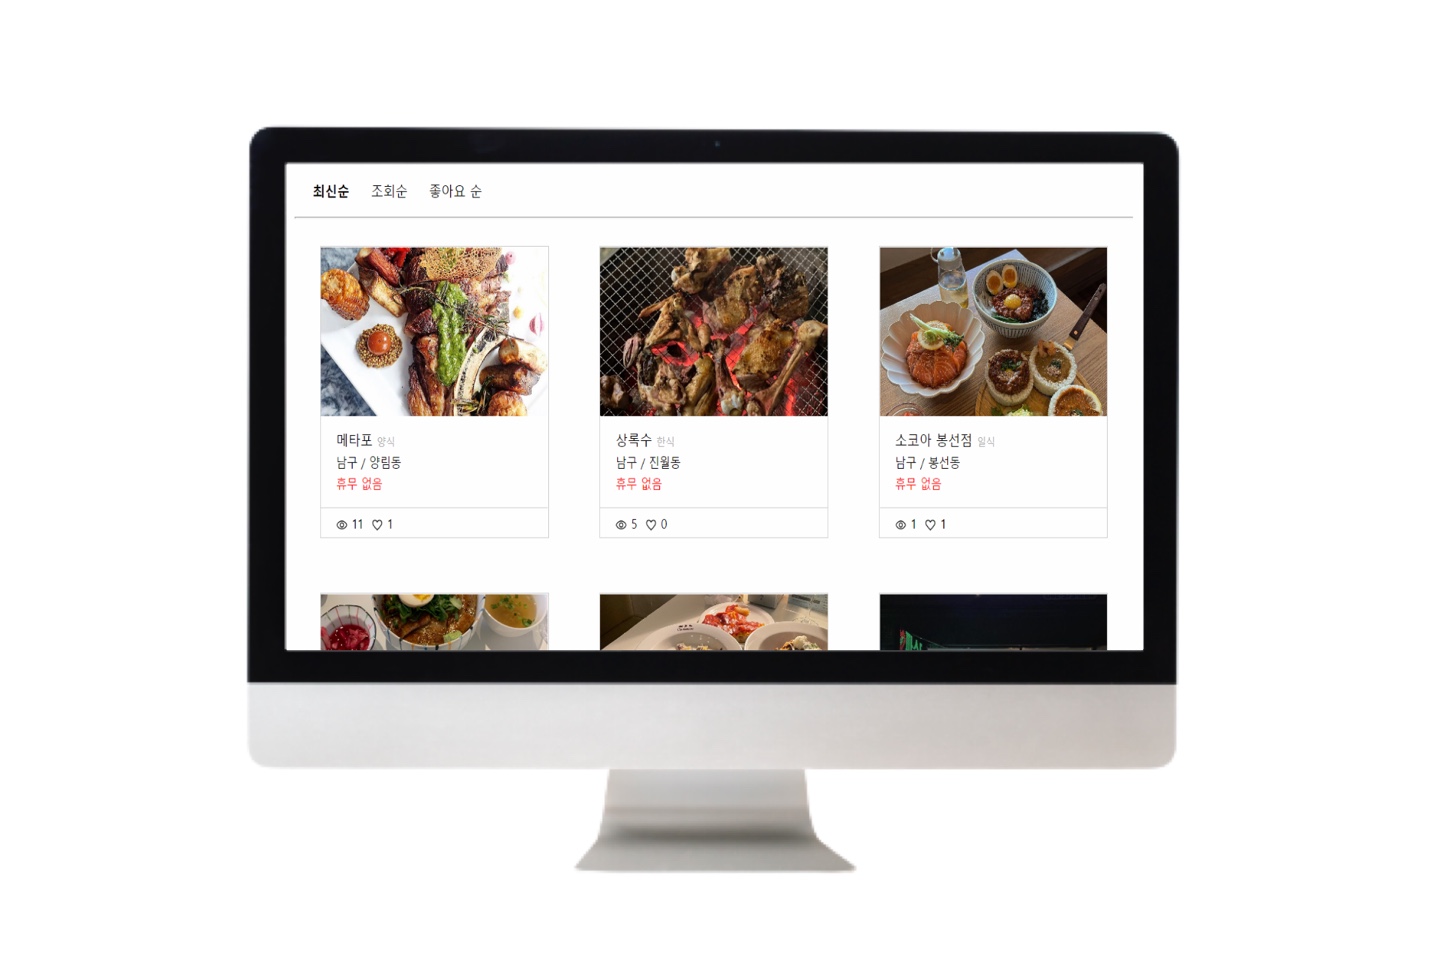 최신순 조회순 좋아요 순
메타포 양식
남구 / 양림동
휴무 없음
11 1
상록수 한식
남구 / 진월동
휴무 없음
5 0
소코아 봉선점 일식
남구 / 봉선동
휴무 없음
1 1